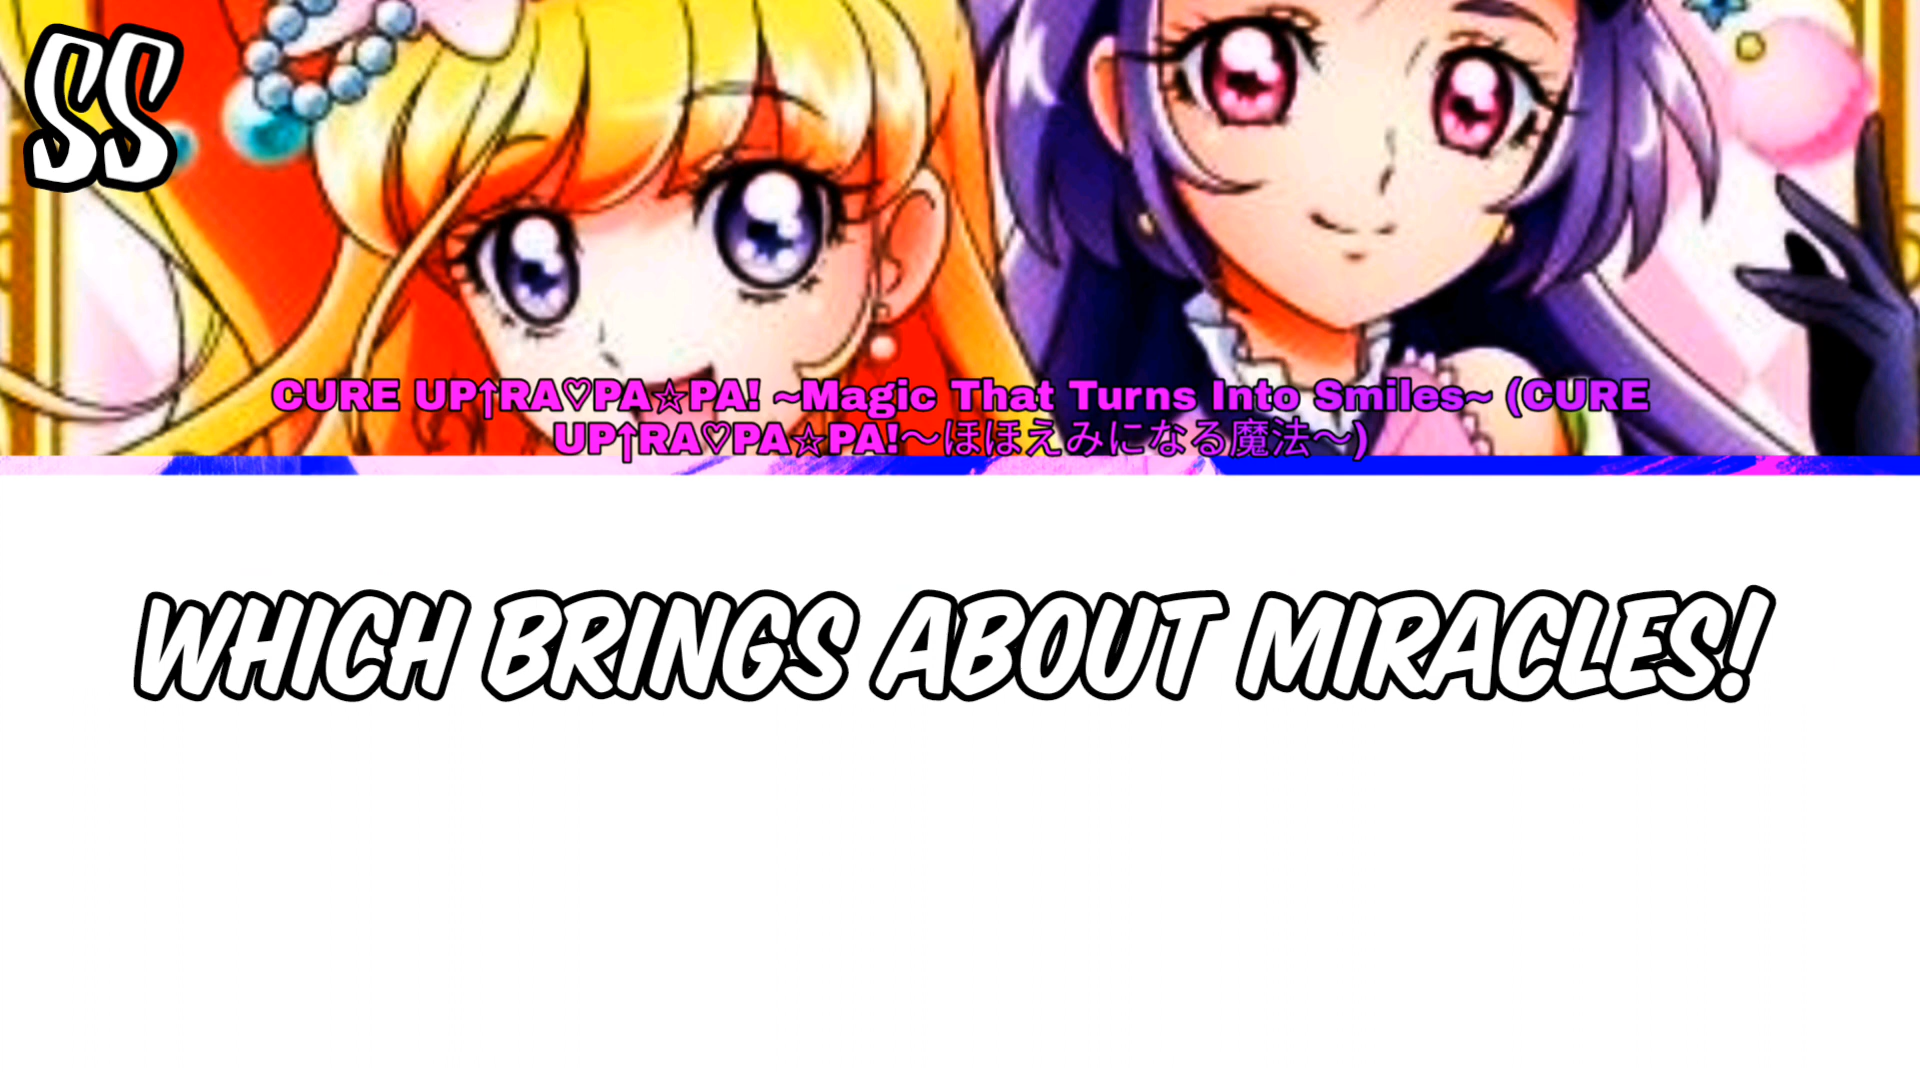 SS
CURE UP↑RA♡PA☆PA! ~Magic That Turns Into Smiles~ (CURE
UP↑RA♡PA☆PA!～ほほえみになる魔法～)
WHICH BRINGS ABOUT MIRACLES!